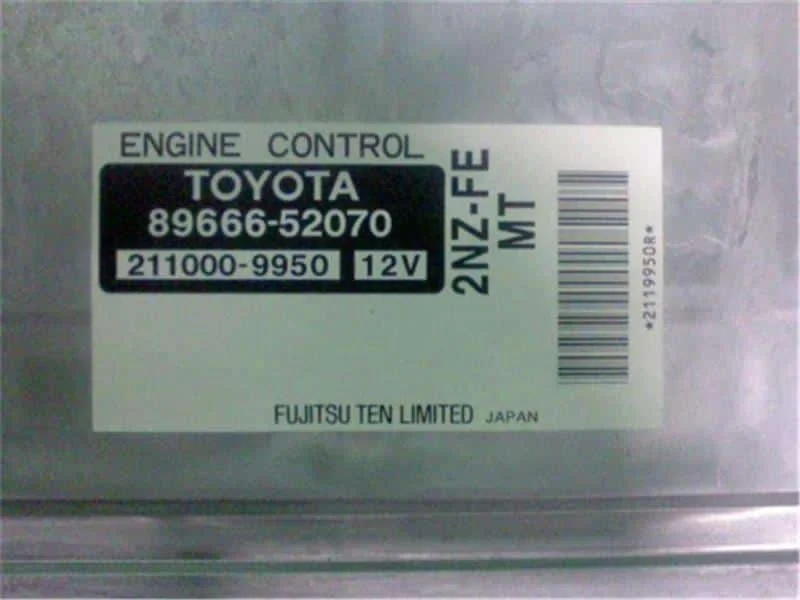 ENGINE CONTROL
TOYOTA
89666-52070
211000-9950 12V
2NZ-FE
MT
*2119950R*
FUJITSU TEN LIMITED JAPAN